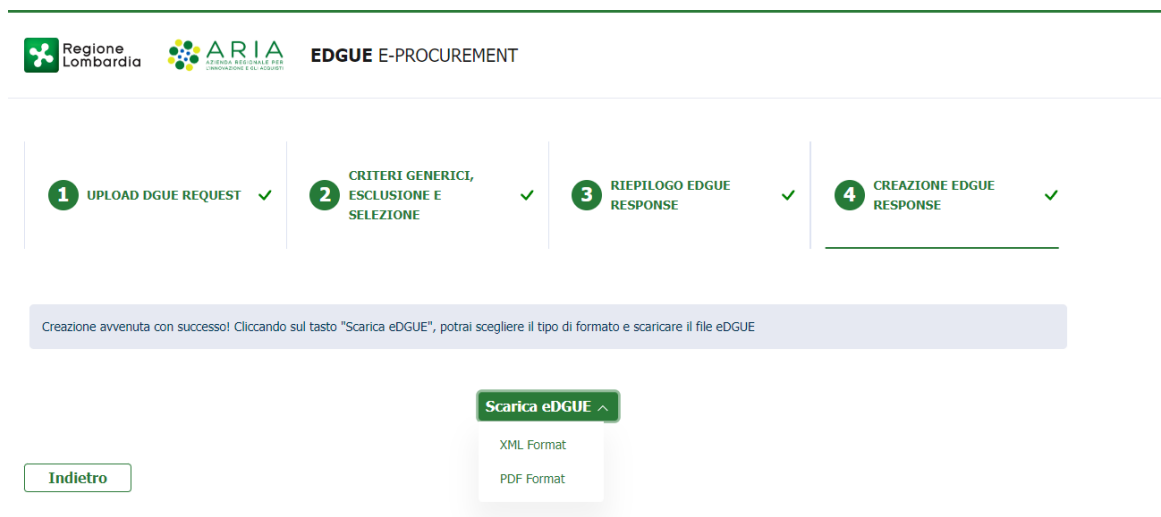 Regione
Lombardia
ARIA
AZIENDA REGIONALE PER
L'INNOVAZIONE E GLI ACQUISTI
EDGUE E-PROCUREMENT
1 UPLOAD DGUE REQUEST
2 CRITERI GENERICI,
ESCLUSIONE E
SELEZIONE
3 RIEPILOGO EDGUE
RESPONSE
4 CREAZIONE EDGUE
RESPONSE
Creazione avvenuta con successo! Cliccando sul tasto "Scarica eDGUE", potrai scegliere il tipo di formato e scaricare il file eDGUE
Scarica eDGUE
XML Format
PDF Format
Indietro